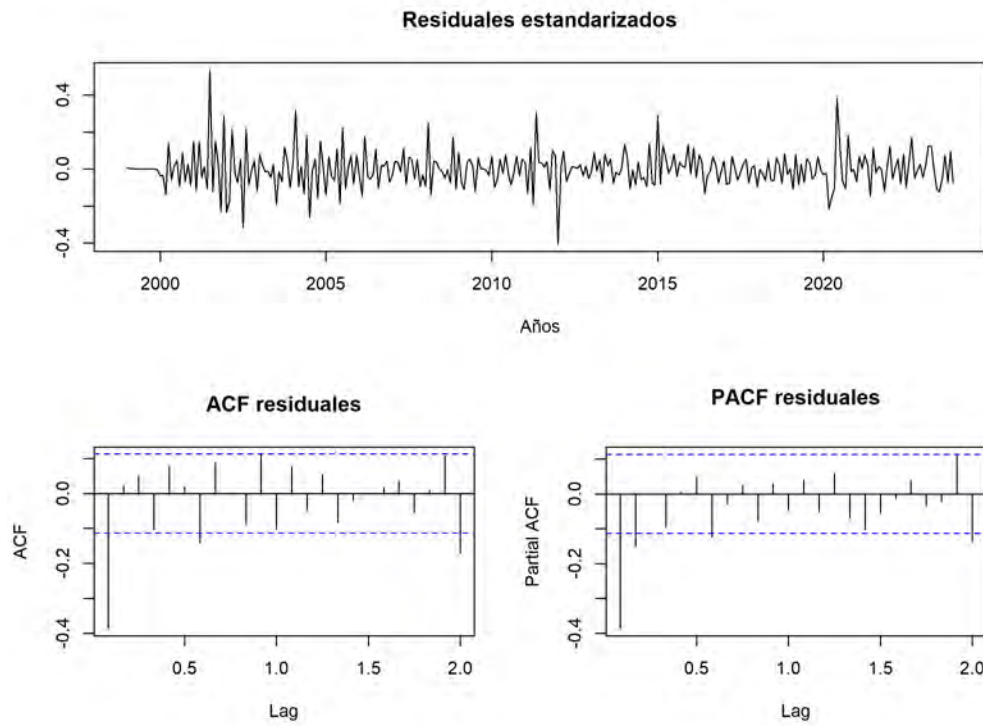 Residuales estandarizados
0.4
0.0
-0.4
2000 2005 2010 2015 2020
Años
ACF residuales
ACF
0.0
-0.2
-0.4
0.5 1.0 1.5 2.0
Lag
PACF residuales
Partial ACF
0.0
-0.2
-0.4
0.5 1.0 1.5 2.0
Lag